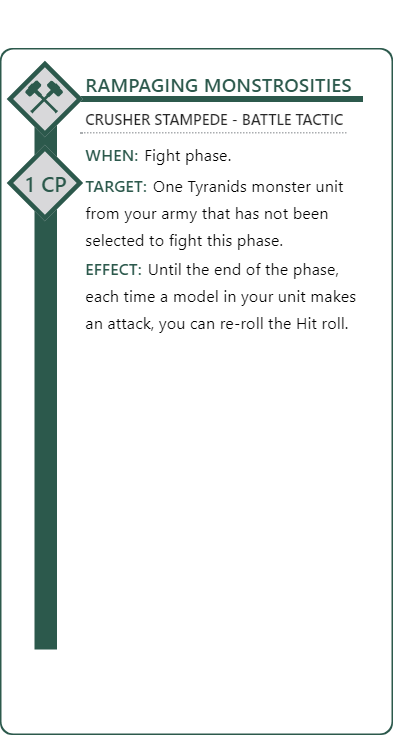 RAMPAGING MONSTROSITIES
CRUSHER STAMPEDE - BATTLE TACTIC
WHEN: Fight phase.
1 CP
TARGET: One Tyranids monster unit
from your army that has not been
selected to fight this phase.
EFFECT: Until the end of the phase,
each time a model in your unit makes
an attack, you can re-roll the Hit roll.